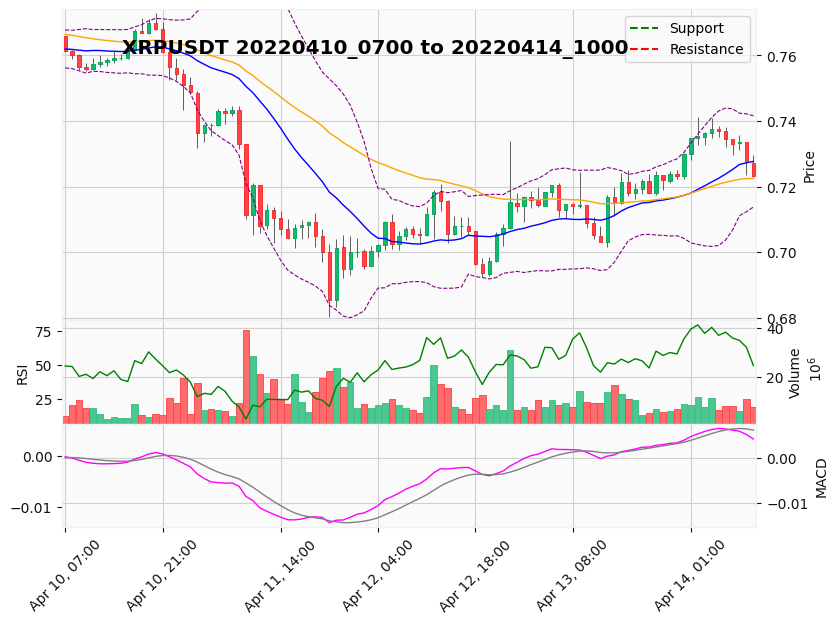 XRPUSDT 20220410_0700 to 20220414_1000
Support
Resistance
0.76
0.74
0.72
0.70
0.68
Price
75
50
25
RSI
40
20
Volume
10⁶
0.00
−0.01
0.00
−0.01
MACD
Apr 10, 07:00
Apr 10, 21:00
Apr 11, 14:00
Apr 12, 04:00
Apr 12, 18:00
Apr 13, 08:00
Apr 14, 01:00